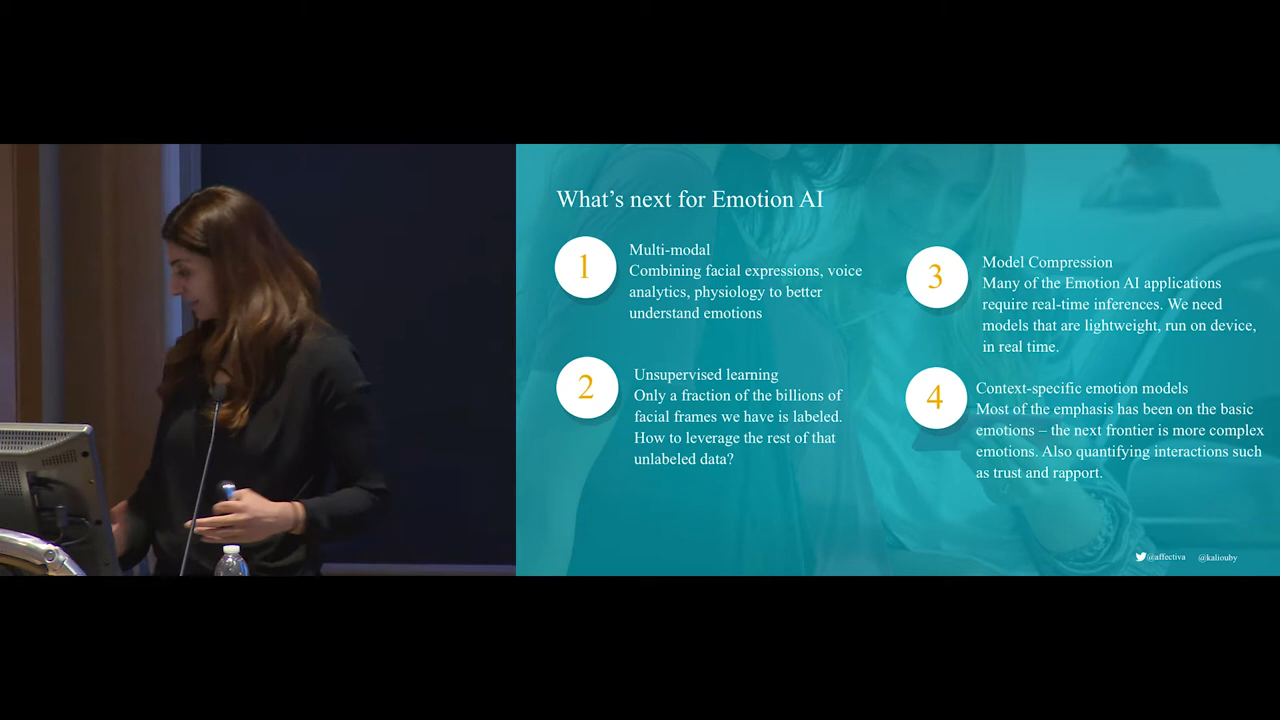 What's next for Emotion AI
1
Multi-modal
Combining facial expressions, voice
analytics, physiology to better
understand emotions
2
Unsupervised learning
Only a fraction of the billions of
facial frames we have is labeled.
How to leverage the rest of that
unlabeled data?
3
Model Compression
Many of the Emotion AI applications
require real-time inferences. We need
models that are lightweight, run on device,
in real time.
4
Context-specific emotion models
Most of the emphasis has been on the basic
emotions – the next frontier is more complex
emotions. Also quantifying interactions such
as trust and rapport.
@affectiva @kaliouby